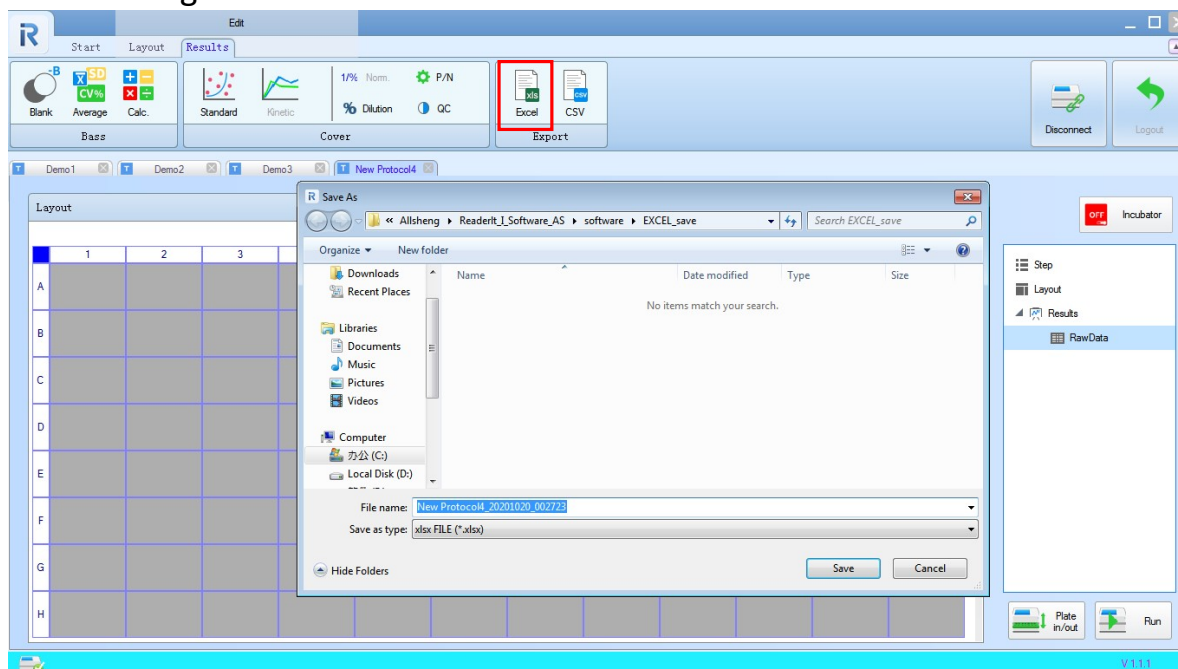 Edit
Start Layout Results
1/% Nom. P/N
% Dilution QC
Blank Average Calc. Standard Kinetic Excel CSV
Bass Cover Export
Disconnect Logout
Demo1 Demo2 Demo3 New Protocol4
Layout
1 2 3
A
B
C
D
E
F
G
H
Save As
« Allsheng ▸ ReaderIt_I_Software_AS ▸ software ▸ EXCEL_save
Search EXCEL_save
Organize New folder
Downloads
Recent Places
Libraries
Documents
Music
Pictures
Videos
Computer
办公 (C:)
Local Disk (D:)
Name Date modified Type Size
No items match your search.
File name: New Protocol4_20201020_002723
Save as type: xlsx FILE (*.xlsx)
Hide Folders Save Cancel
OFF Incubator
Step
Layout
Results
RawData
Plate in/out Run
V 1.1.1